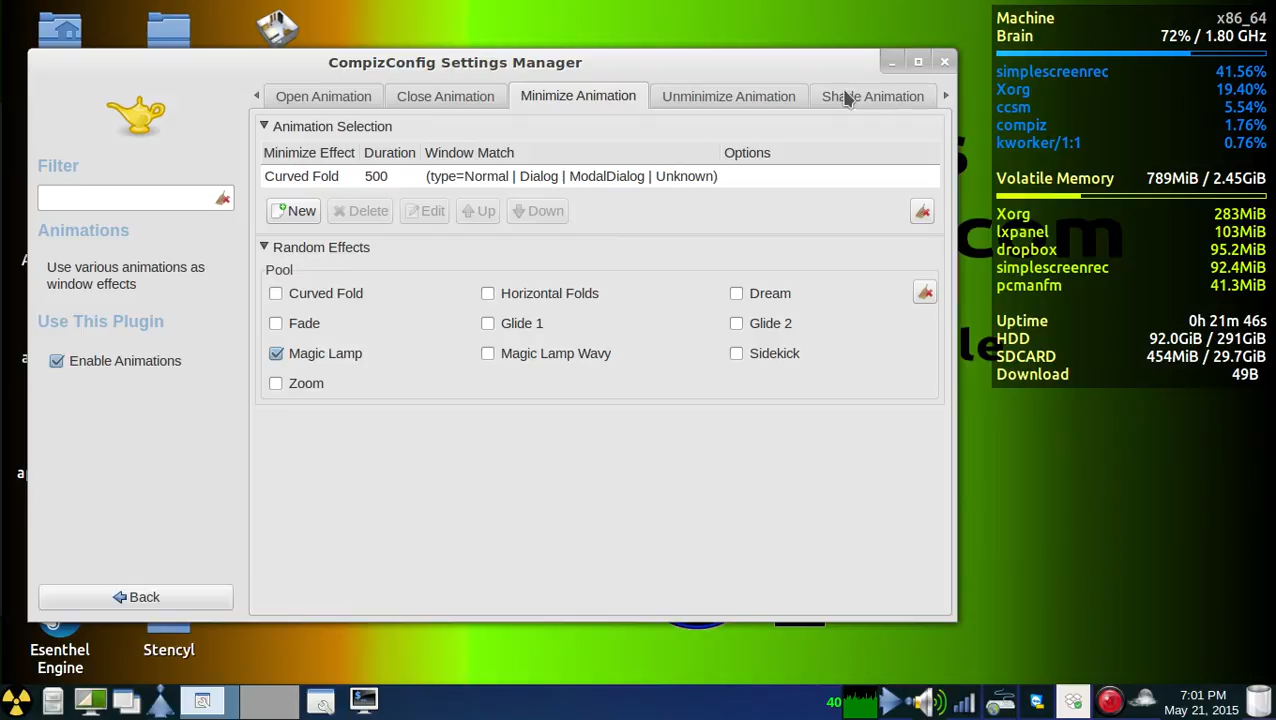 CompizConfig Settings Manager
Open Animation
Close Animation
Minimize Animation
Unminimize Animation
Shade Animation
Filter
Animations
Use various animations as
window effects
Use This Plugin
Enable Animations
Back
Animation Selection
Minimize Effect Duration Window Match Options
Curved Fold 500 (type=Normal | Dialog | ModalDialog | Unknown)
New Delete Edit Up Down
Random Effects
Pool
Curved Fold Horizontal Folds Dream
Fade Glide 1 Glide 2
Magic Lamp Magic Lamp Wavy Sidekick
Zoom
Machine x86_64
Brain 72% / 1.80 GHz
simplescreenrec 41.56%
Xorg 19.40%
ccsm 5.54%
compiz 1.76%
kworker/1:1 0.76%
Volatile Memory 789MiB / 2.45GiB
Xorg 283MiB
lxpanel 103MiB
dropbox 95.2MiB
simplescreenrec 92.4MiB
pcmanfm 41.3MiB
Uptime 0h 21m 46s
HDD 92.0GiB / 291GiB
SDCARD 454MiB / 29.7GiB
Download 49B
com
le
Esenthel
Engine
Stencyl
40
7:01 PM
May 21, 2015